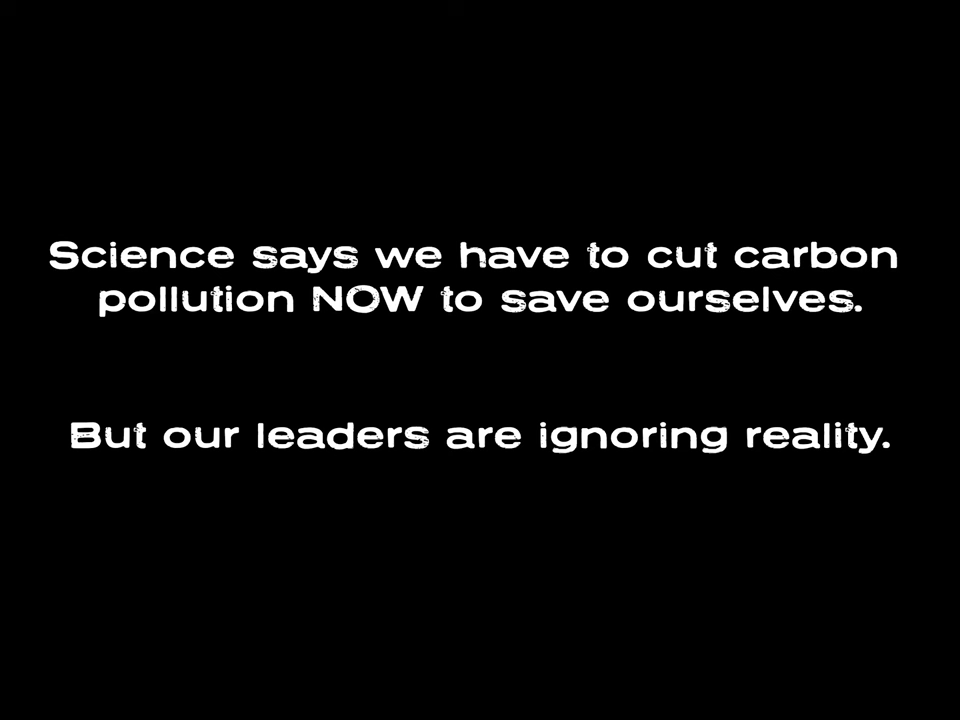 Science says we have to cut carbon
pollution NOW to save ourselves.
But our leaders are ignoring reality.